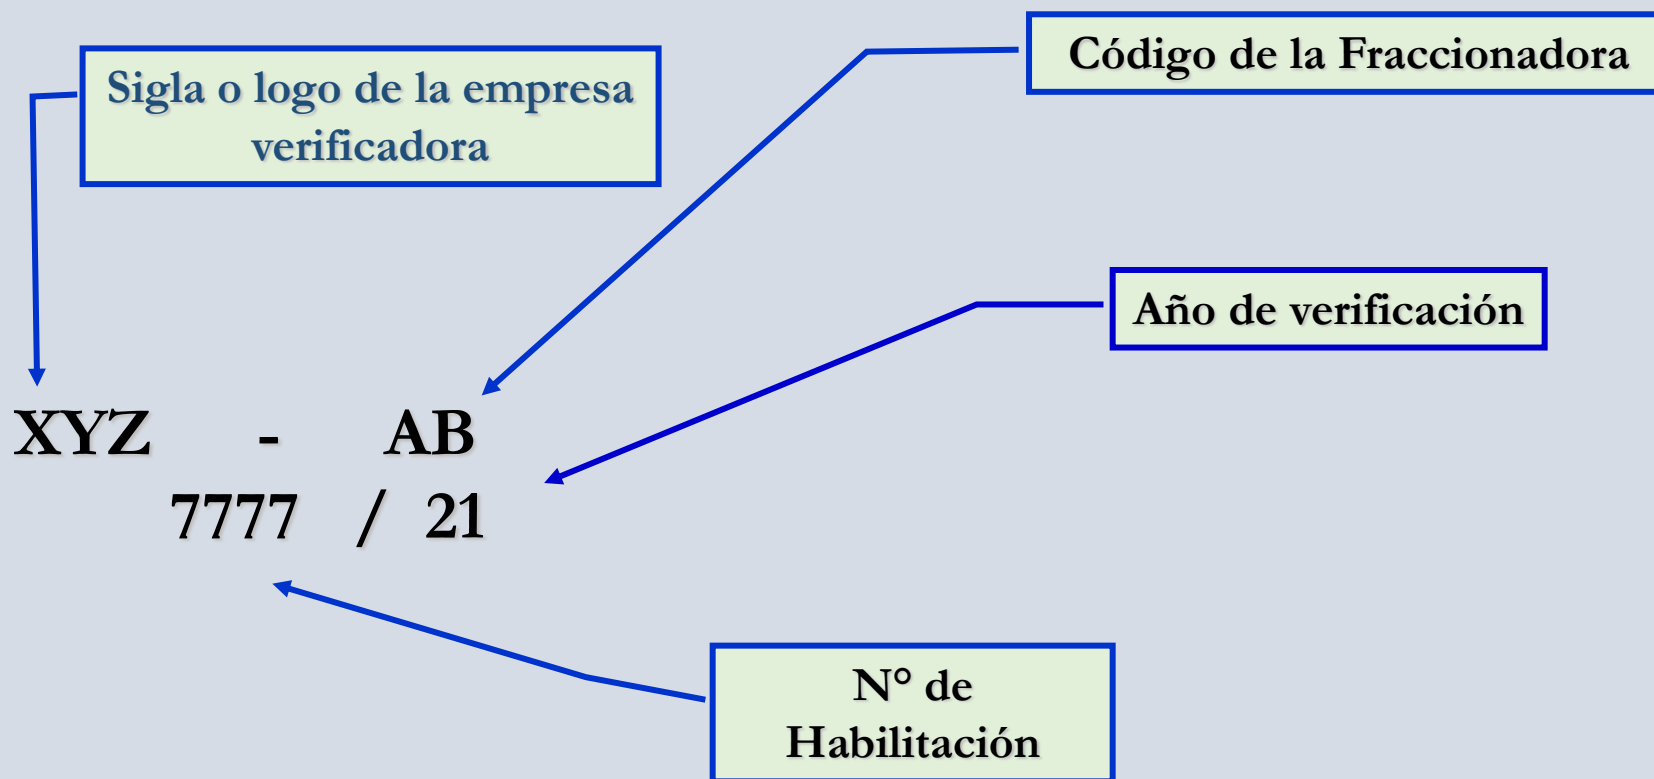 Código de la Fraccionadora
Sigla o logo de la empresa
verificadora
Año de verificación
XYZ - AB
7777 / 21
N° de
Habilitación